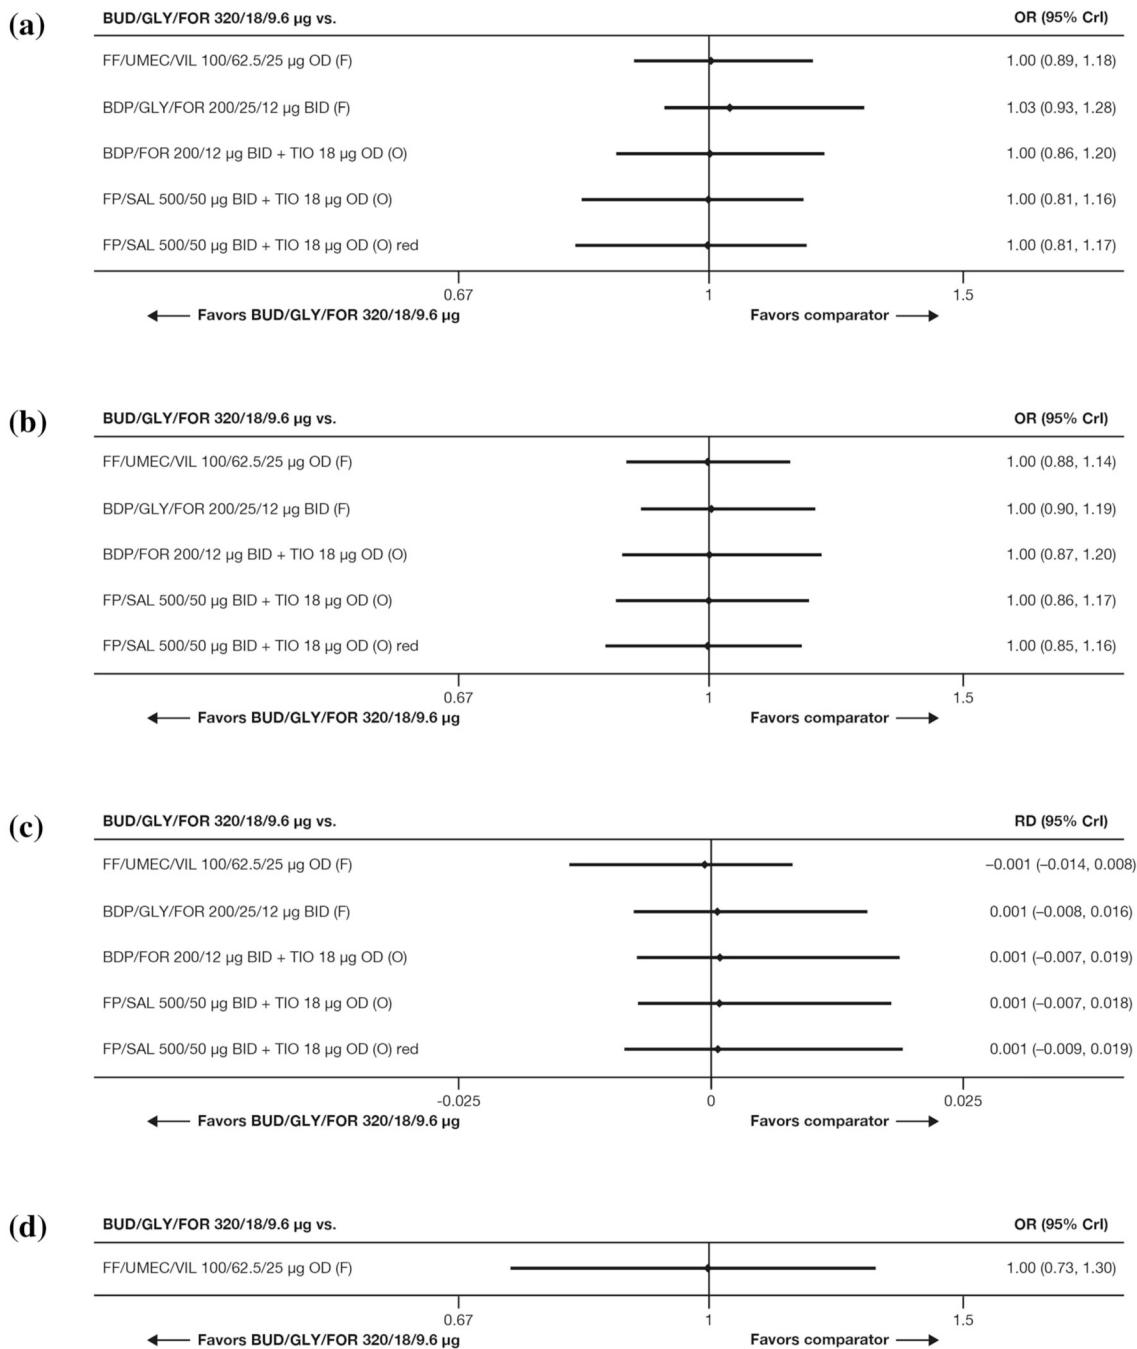 (a)
BUD/GLY/FOR 320/18/9.6 µg vs. OR (95% CrI)
FF/UMEC/VIL 100/62.5/25 µg OD (F) 1.00 (0.89, 1.18)
BDP/GLY/FOR 200/25/12 µg BID (F) 1.03 (0.93, 1.28)
BDP/FOR 200/12 µg BID + TIO 18 µg OD (O) 1.00 (0.86, 1.20)
FP/SAL 500/50 µg BID + TIO 18 µg OD (O) 1.00 (0.81, 1.16)
FP/SAL 500/50 µg BID + TIO 18 µg OD (O) red 1.00 (0.81, 1.17)
0.67 1 1.5
Favors BUD/GLY/FOR 320/18/9.6 µg Favors comparator
(b)
BUD/GLY/FOR 320/18/9.6 µg vs. OR (95% CrI)
FF/UMEC/VIL 100/62.5/25 µg OD (F) 1.00 (0.88, 1.14)
BDP/GLY/FOR 200/25/12 µg BID (F) 1.00 (0.90, 1.19)
BDP/FOR 200/12 µg BID + TIO 18 µg OD (O) 1.00 (0.87, 1.20)
FP/SAL 500/50 µg BID + TIO 18 µg OD (O) 1.00 (0.86, 1.17)
FP/SAL 500/50 µg BID + TIO 18 µg OD (O) red 1.00 (0.85, 1.16)
0.67 1 1.5
Favors BUD/GLY/FOR 320/18/9.6 µg Favors comparator
(c)
BUD/GLY/FOR 320/18/9.6 µg vs. RD (95% CrI)
FF/UMEC/VIL 100/62.5/25 µg OD (F) –0.001 (–0.014, 0.008)
BDP/GLY/FOR 200/25/12 µg BID (F) 0.001 (–0.008, 0.016)
BDP/FOR 200/12 µg BID + TIO 18 µg OD (O) 0.001 (–0.007, 0.019)
FP/SAL 500/50 µg BID + TIO 18 µg OD (O) 0.001 (–0.007, 0.018)
FP/SAL 500/50 µg BID + TIO 18 µg OD (O) red 0.001 (–0.009, 0.019)
-0.025 0 0.025
Favors BUD/GLY/FOR 320/18/9.6 µg Favors comparator
(d)
BUD/GLY/FOR 320/18/9.6 µg vs. OR (95% CrI)
FF/UMEC/VIL 100/62.5/25 µg OD (F) 1.00 (0.73, 1.30)
0.67 1 1.5
Favors BUD/GLY/FOR 320/18/9.6 µg Favors comparator